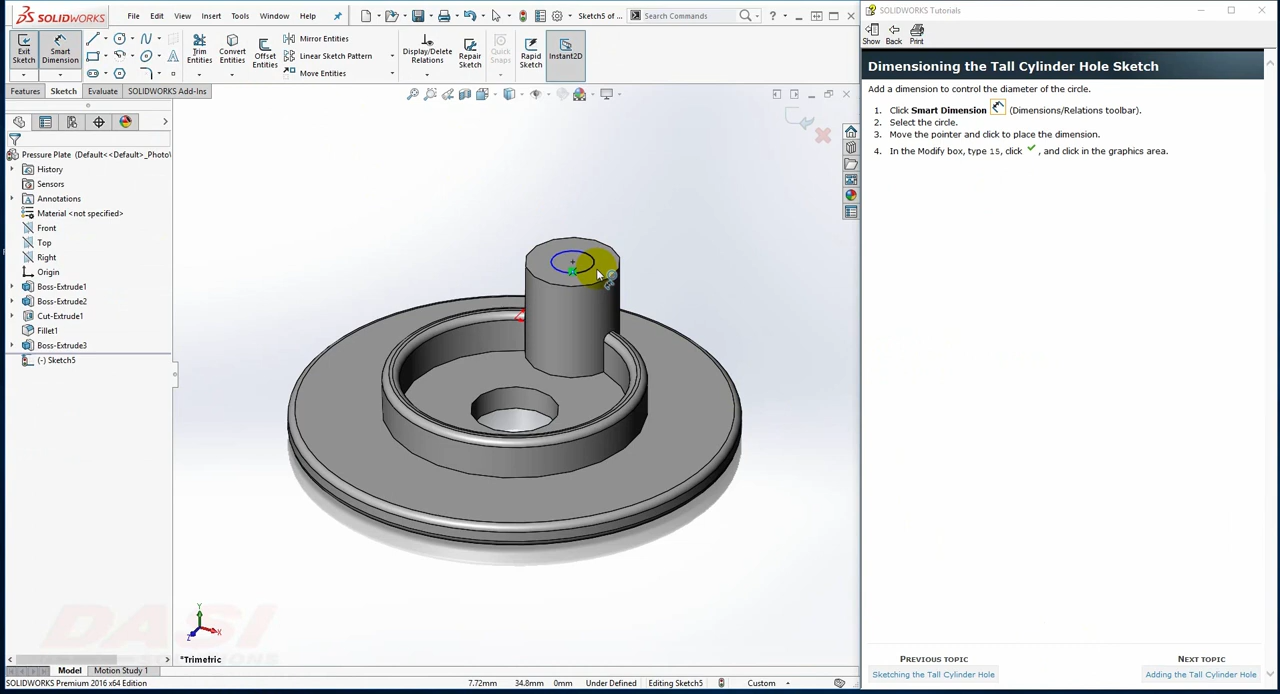 SOLIDWORKS
File
Edit
View
Insert
Tools
Window
Help
Sketch5 of ...
Search Commands
Exit Sketch
Smart Dimension
Trim Entities
Convert Entities
Offset Entities
Mirror Entities
Linear Sketch Pattern
Move Entities
Display/Delete Relations
Repair Sketch
Quick Snaps
Rapid Sketch
Instant2D
Features
Sketch
Evaluate
SOLIDWORKS Add-Ins
Pressure Plate (Default<<Default>_Photo
History
Sensors
Annotations
Material <not specified>
Front
Top
Right
Origin
Boss-Extrude1
Boss-Extrude2
Cut-Extrude1
Fillet1
Boss-Extrude3
(-) Sketch5
Y
X
Z
*Trimetric
DASI
SOLUTIONS
Model
Motion Study 1
SOLIDWORKS Premium 2016 x64 Edition
7.72mm
34.8mm
0mm
Under Defined
Editing Sketch5
Custom
SOLIDWORKS Tutorials
Show
Back
Print
Dimensioning the Tall Cylinder Hole Sketch
Add a dimension to control the diameter of the circle.
1. Click Smart Dimension (Dimensions/Relations toolbar).
2. Select the circle.
3. Move the pointer and click to place the dimension.
4. In the Modify box, type 15, click , and click in the graphics area.
PREVIOUS TOPIC
Sketching the Tall Cylinder Hole
NEXT TOPIC
Adding the Tall Cylinder Hole